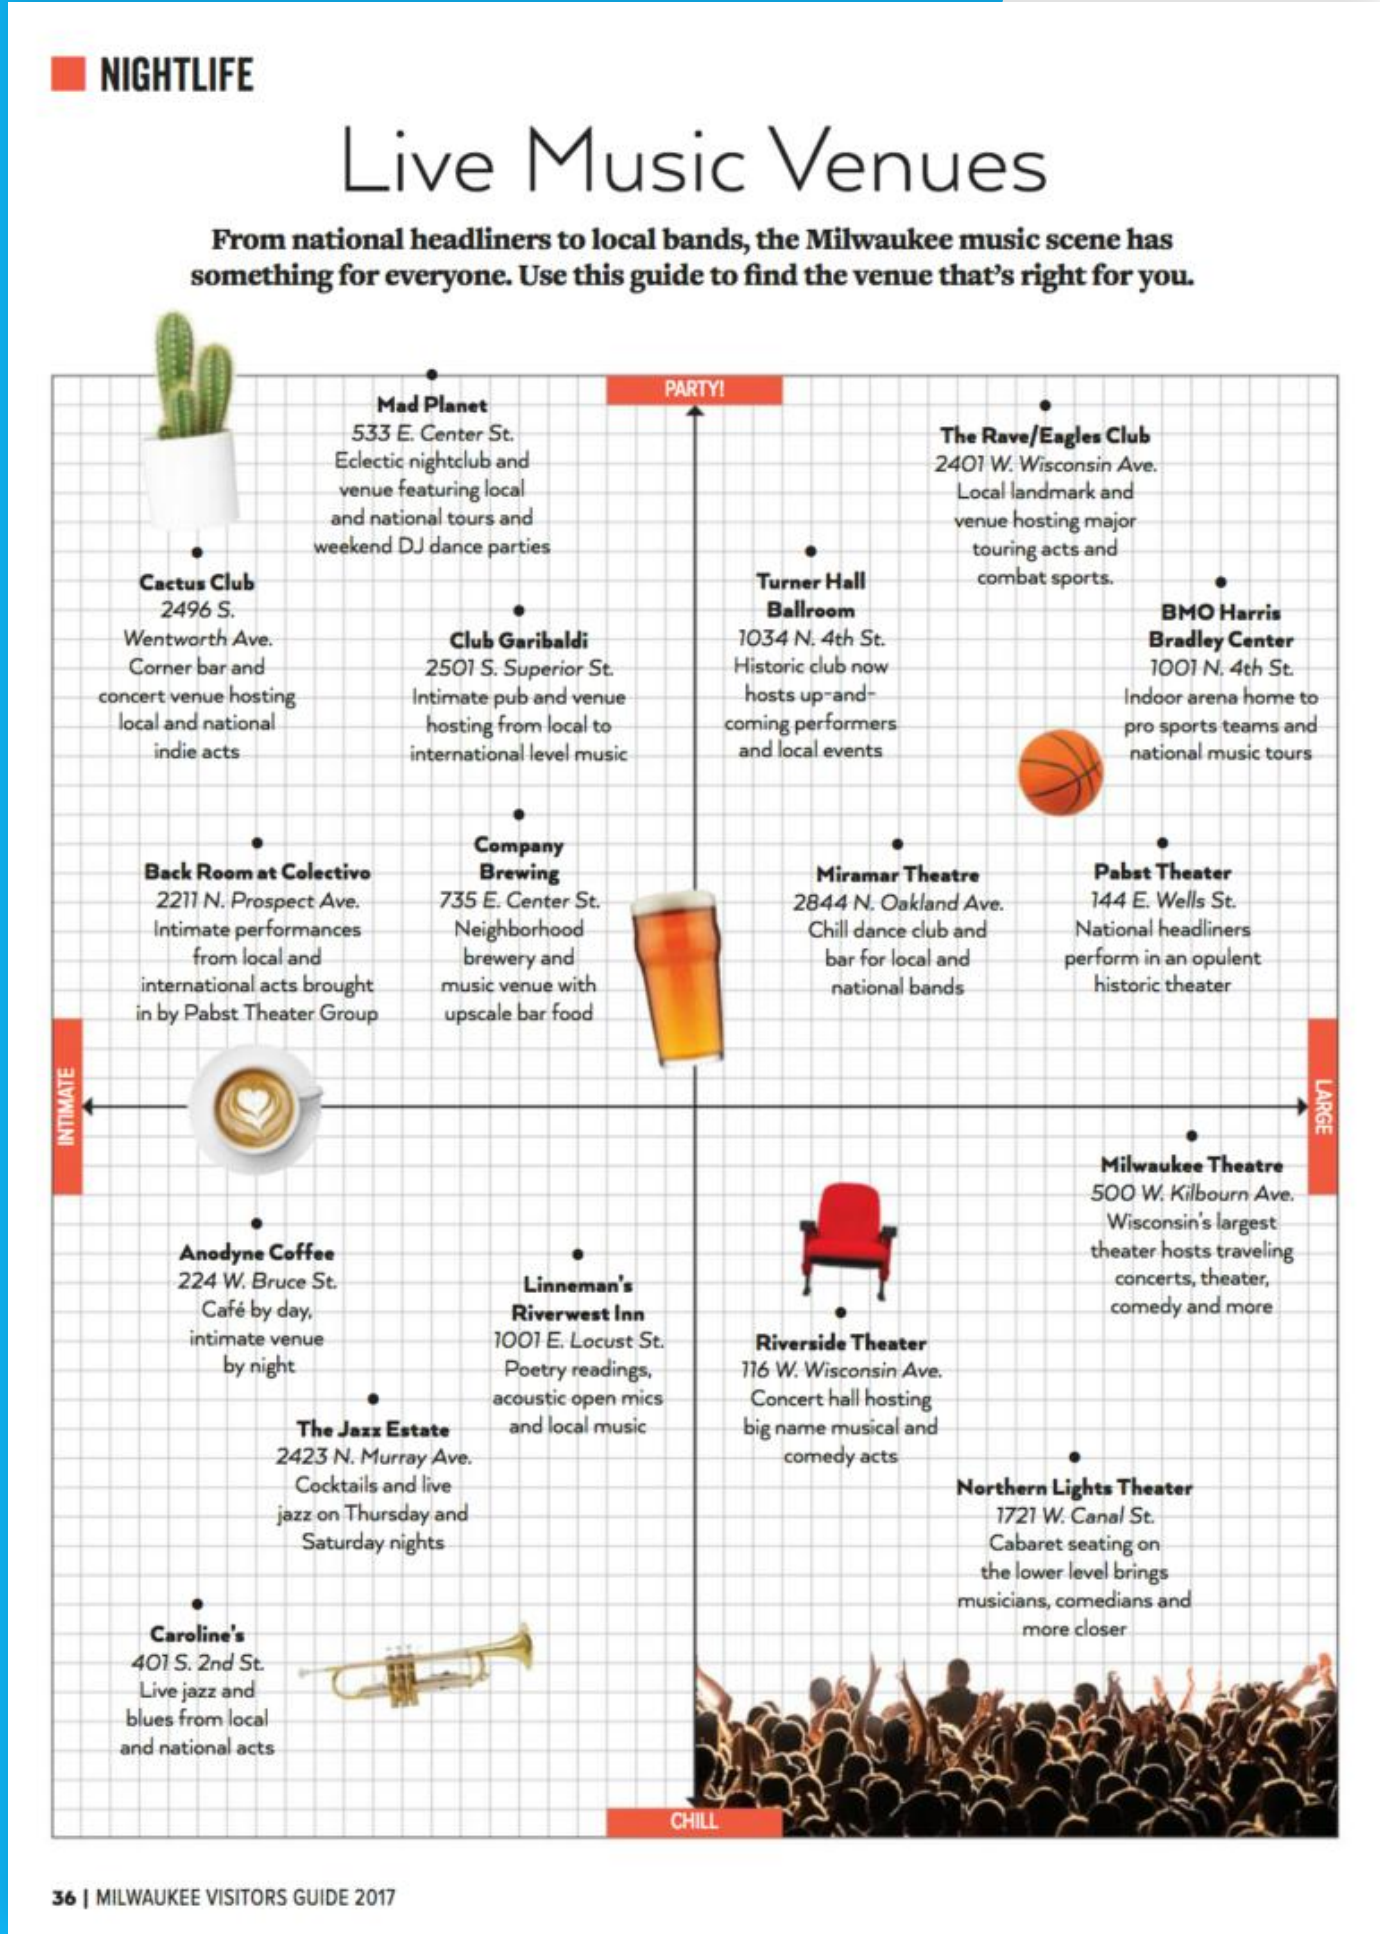 NIGHTLIFE
Live Music Venues
From national headliners to local bands, the Milwaukee music scene has
something for everyone. Use this guide to find the venue that's right for you.
PARTY!
Mad Planet
533 E. Center St.
Eclectic nightclub and
venue featuring local
and national tours and
weekend DJ dance parties
The Rave/Eagles Club
2401 W. Wisconsin Ave.
Local landmark and
venue hosting major
touring acts and
combat sports.
Cactus Club
2496 S.
Wentworth Ave.
Corner bar and
concert venue hosting
local and national
indie acts
Club Garibaldi
2501 S. Superior St.
Intimate pub and venue
hosting from local to
international level music
Turner Hall
Ballroom
1034 N. 4th St.
Historic club now
hosts up-and-
coming performers
and local events
BMO Harris
Bradley Center
1001 N. 4th St.
Indoor arena home to
pro sports teams and
national music tours
Back Room at Colectivo
2211 N. Prospect Ave.
Intimate performances
from local and
international acts brought
in by Pabst Theater Group
Company
Brewing
735 E. Center St.
Neighborhood
brewery and
music venue with
upscale bar food
Miramar Theatre
2844 N. Oakland Ave.
Chill dance club and
bar for local and
national bands
Pabst Theater
144 E. Wells St.
National headliners
perform in an opulent
historic theater
INTIMATE
LARGE
Anodyne Coffee
224 W. Bruce St.
Café by day,
intimate venue
by night
Linneman's
Riverwest Inn
1001 E. Locust St.
Poetry readings,
acoustic open mics
and local music
Riverside Theater
116 W. Wisconsin Ave.
Concert hall hosting
big name musical and
comedy acts
Milwaukee Theatre
500 W. Kilbourn Ave.
Wisconsin's largest
theater hosts traveling
concerts, theater,
comedy and more
The Jazz Estate
2423 N. Murray Ave.
Cocktails and live
jazz on Thursday and
Saturday nights
Northern Lights Theater
1721 W. Canal St.
Cabaret seating on
the lower level brings
musicians, comedians and
more closer
Caroline's
401 S. 2nd St.
Live jazz and
blues from local
and national acts
CHILL
36 | MILWAUKEE VISITORS GUIDE 2017